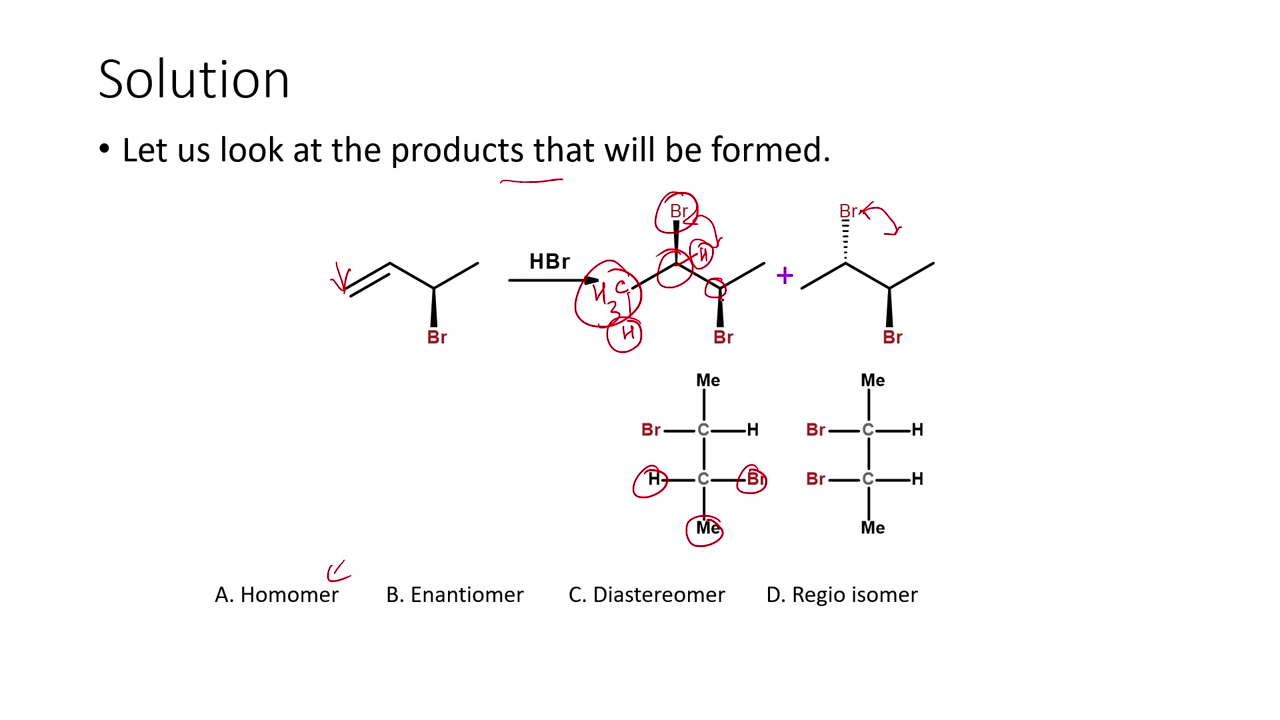 Solution
• Let us look at the products that will be formed.
Br H Br
HBr H3C +
H
Br Br Br
Me Me
Br C H Br C H
H C Br Br C H
Me Me
A. Homomer B. Enantiomer C. Diastereomer D. Regio isomer